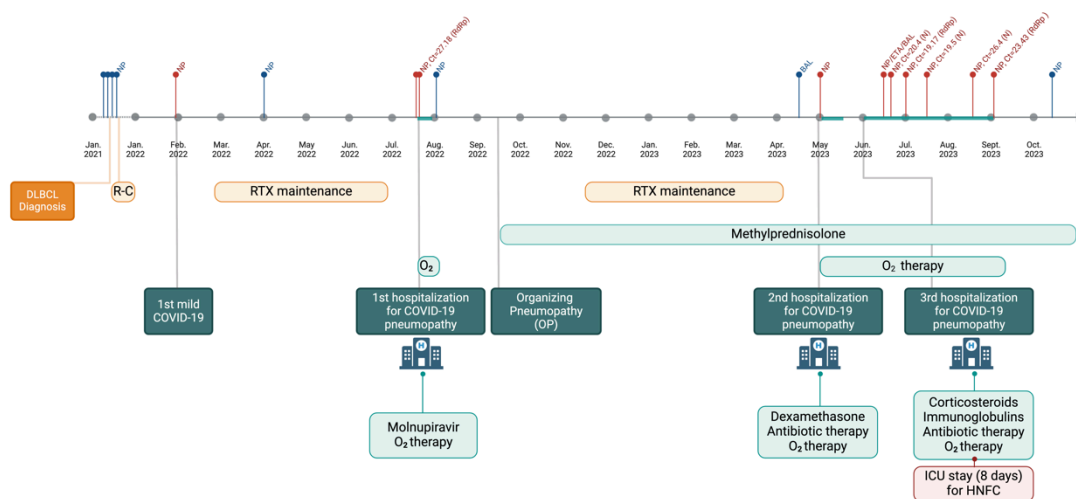 NP
NP
NP
NP, Ct=27.18 (RdRp)
NP
BAL
NP
NP/ETA/BAL
NP, Ct=20.4 (N)
NP, Ct=19.17 (RdRp)
NP, Ct=19.5 (N)
NP, Ct=26.4 (N)
NP, Ct=23.43 (RdRp )
NP
Jan.
2021
Jan.
2022
Feb.
2022
Mar.
2022
Apr.
2022
May
2022
Jun.
2022
Jul.
2022
Aug.
2022
Sep.
2022
Oct.
2022
Nov.
2022
Dec.
2022
Jan.
2023
Feb.
2023
Mar.
2023
Apr.
2023
May
2023
Jun.
2023
Jul.
2023
Aug.
2023
Sept.
2023
Oct.
2023
DLBCL
Diagnosis
R-C
RTX maintenance
RTX maintenance
Methylprednisolone
O₂
O₂ therapy
1st mild
COVID-19
1st hospitalization
for COVID-19
pneumopathy
Organizing
Pneumopathy
(OP)
2nd hospitalization
for COVID-19
pneumopathy
3rd hospitalization
for COVID-19
pneumopathy
H
H
H
Molnupiravir
O₂ therapy
Dexamethasone
Antibiotic therapy
O₂ therapy
Corticosteroids
Immunoglobulins
Antibiotic therapy
O₂ therapy
ICU stay (8 days)
for HNFC